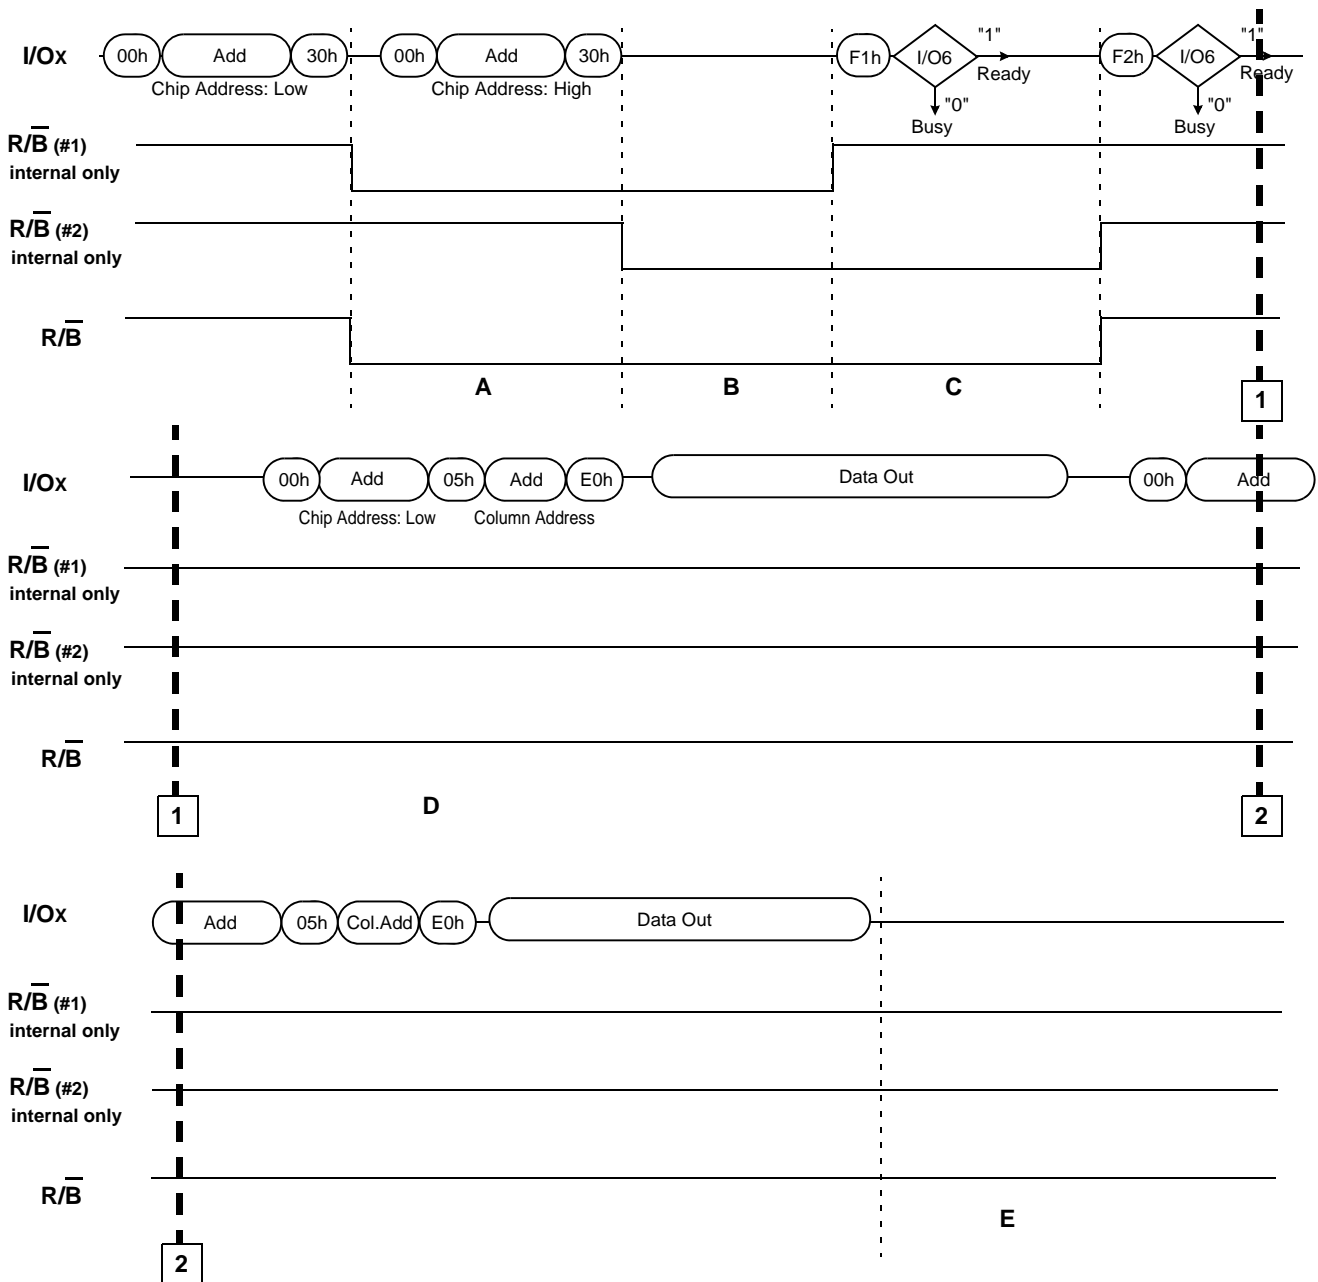 I/Ox 00h Add 30h 00h Add 30h F1h I/O6 "1" Ready F2h I/O6 "1" Ready
Chip Address: Low Chip Address: High "0" "0"
Busy Busy
R/B (#1)
internal only
R/B (#2)
internal only
R/B
A B C
1
I/Ox 00h Add 05h Add E0h Data Out 00h Add
Chip Address: Low Column Address
R/B (#1)
internal only
R/B (#2)
internal only
R/B
1 D 2
I/Ox Add 05h Col.Add E0h Data Out
R/B (#1)
internal only
R/B (#2)
internal only
R/B
E
2